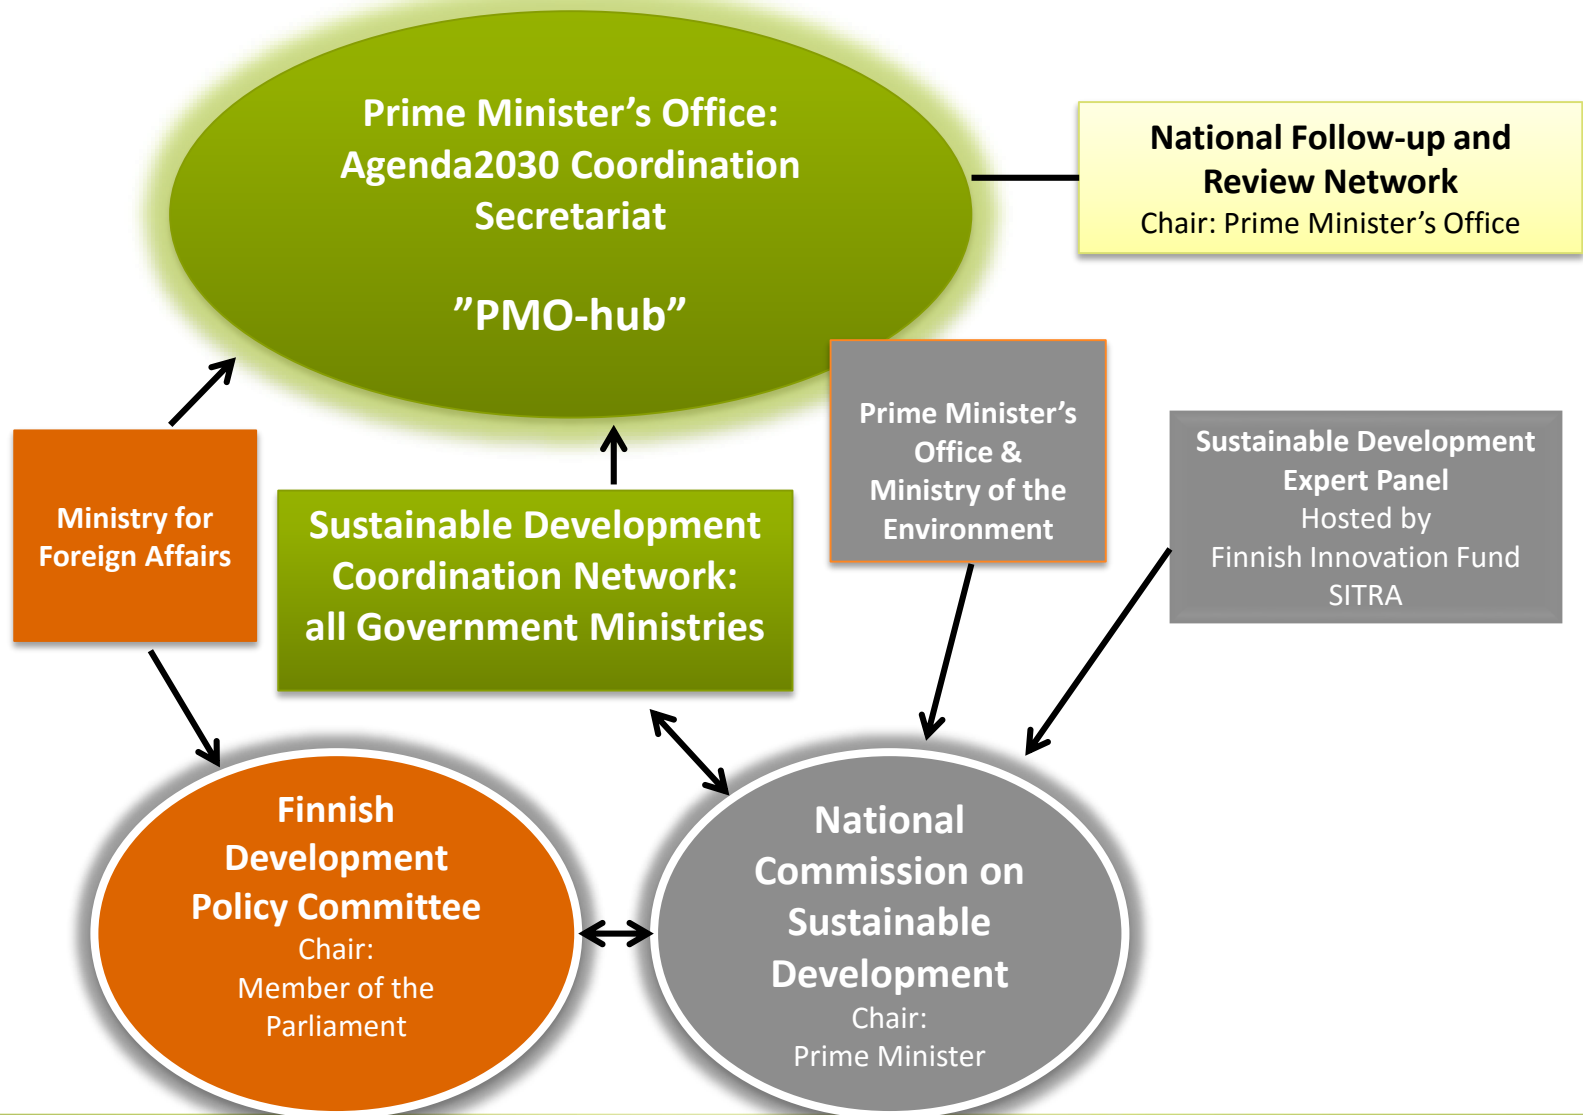 Prime Minister’s Office:
Agenda2030 Coordination
Secretariat
”PMO-hub”
National Follow-up and
Review Network
Chair: Prime Minister’s Office
Ministry for
Foreign Affairs
Sustainable Development
Coordination Network:
all Government Ministries
Prime Minister’s
Office &
Ministry of the
Environment
Sustainable Development
Expert Panel
Hosted by
Finnish Innovation Fund
SITRA
Finnish
Development
Policy Committee
Chair:
Member of the
Parliament
National
Commission on
Sustainable
Development
Chair:
Prime Minister